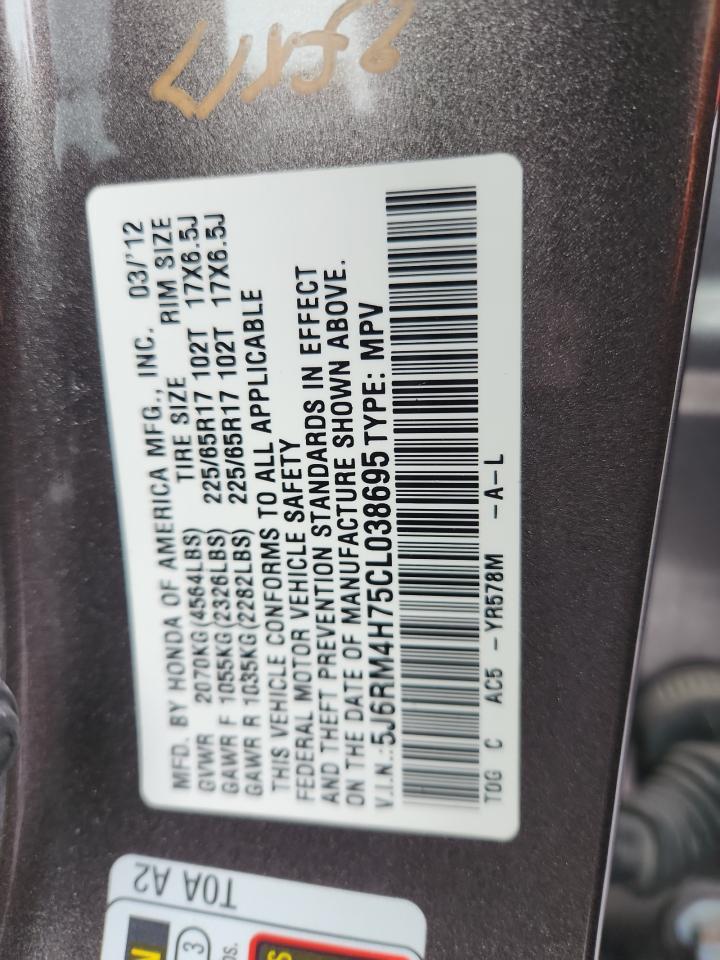 MFD. BY HONDA OF AMERICA MFG., INC. 03/'12
TIRE SIZE RIM SIZE
GVWR 2070KG(4564LBS)
GAWR F 1055KG(2326LBS) 225/65R17 102T 17X6.5J
GAWR R 1035KG(2282LBS) 225/65R17 102T 17X6.5J
THIS VEHICLE CONFORMS TO ALL APPLICABLE
FEDERAL MOTOR VEHICLE SAFETY
AND THEFT PREVENTION STANDARDS IN EFFECT
ON THE DATE OF MANUFACTURE SHOWN ABOVE.
V.I.N.:5J6RM4H75CL038695 TYPE: MPV
TOG C AC5 -YR578M -A-L
TOA A2
3